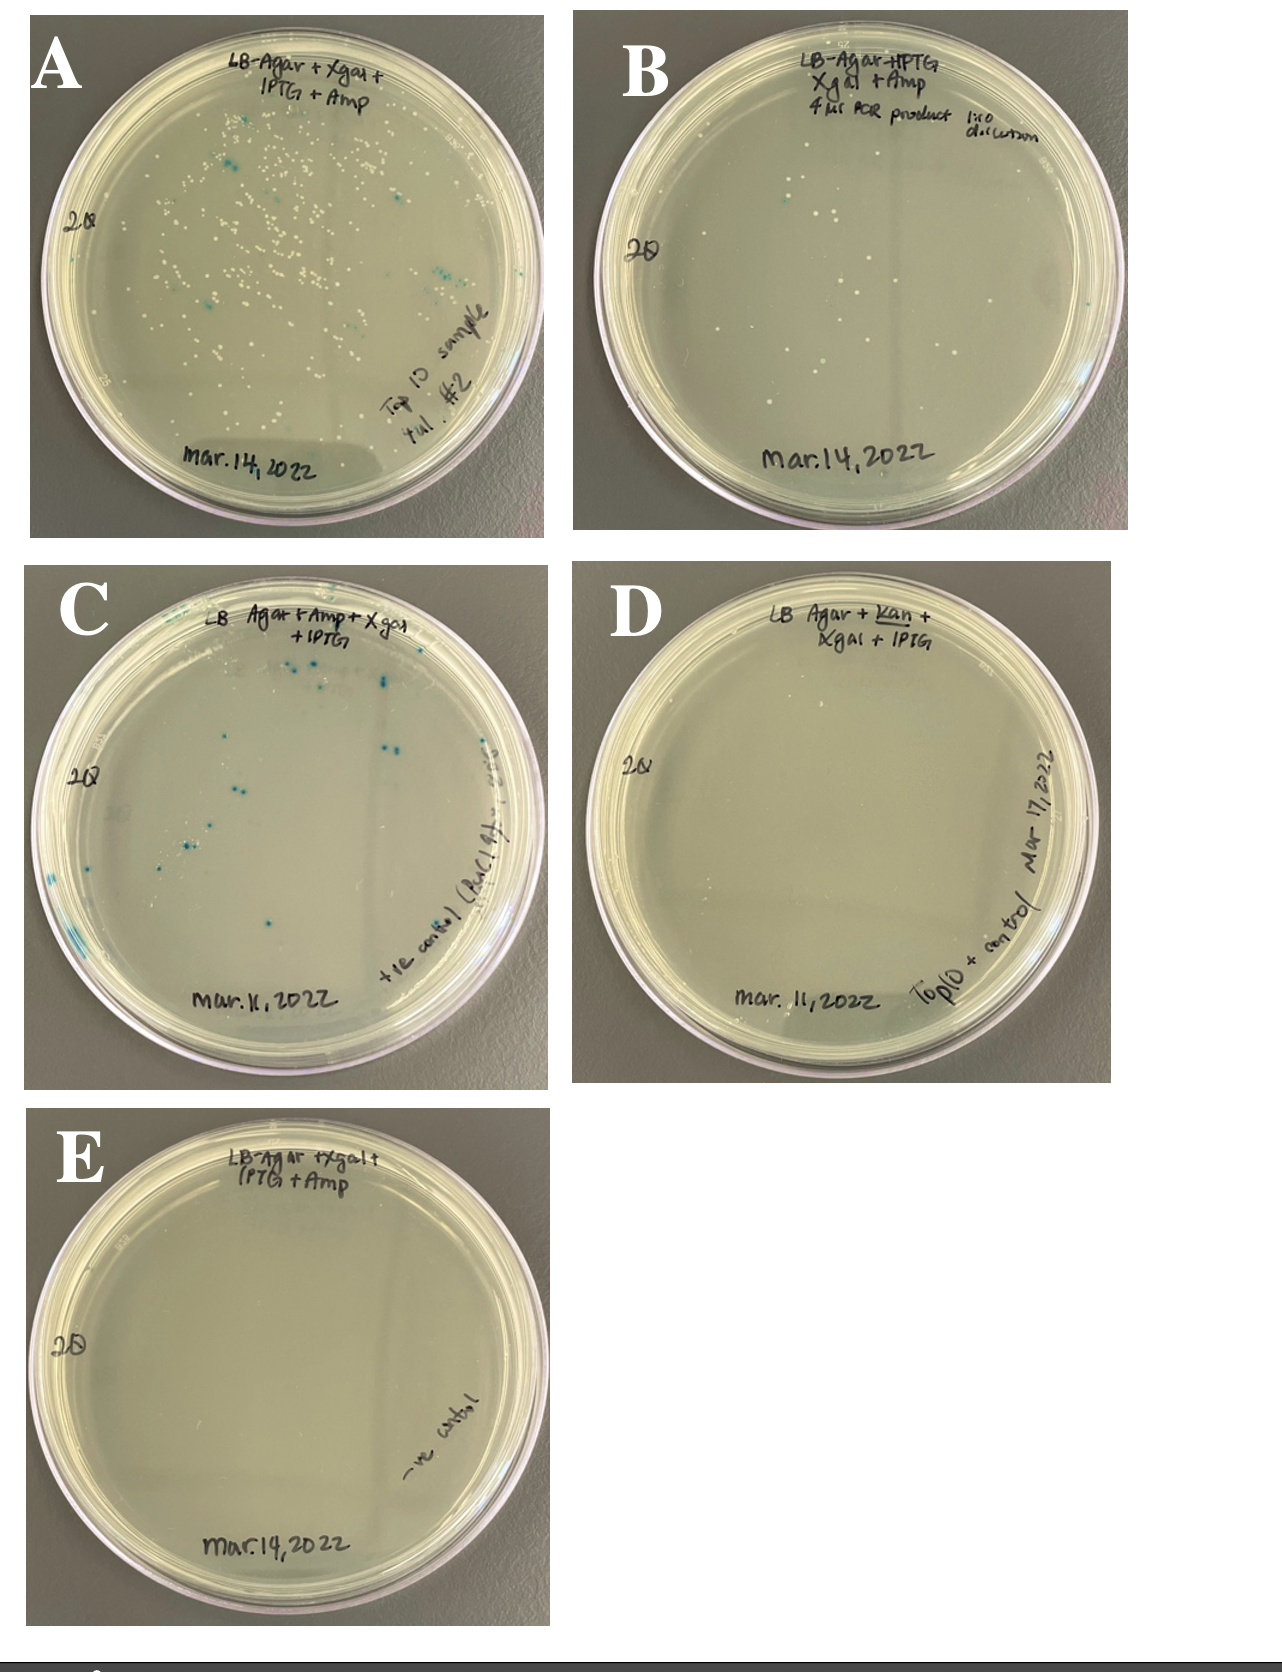 A
LB-Agar + Xgal +
IPTG + Amp
20
Top 10 sample
4ul. #2
Mar. 14, 2022
B
LB-Agar+IPTG
Xgal + Amp
4 µl PCR product 1:10
dilution
20
Mar. 14, 2022
C
LB Agar + Amp + Xgal
+ IPTG
20
+ve control
Mar. 11, 2022
D
LB Agar + Kan +
Xgal + IPTG
20
Top10 + control Mar 17, 2022
Mar. 11, 2022
E
LB-Agar + Xgal +
IPTG + Amp
20
-ve control
Mar. 14, 2022